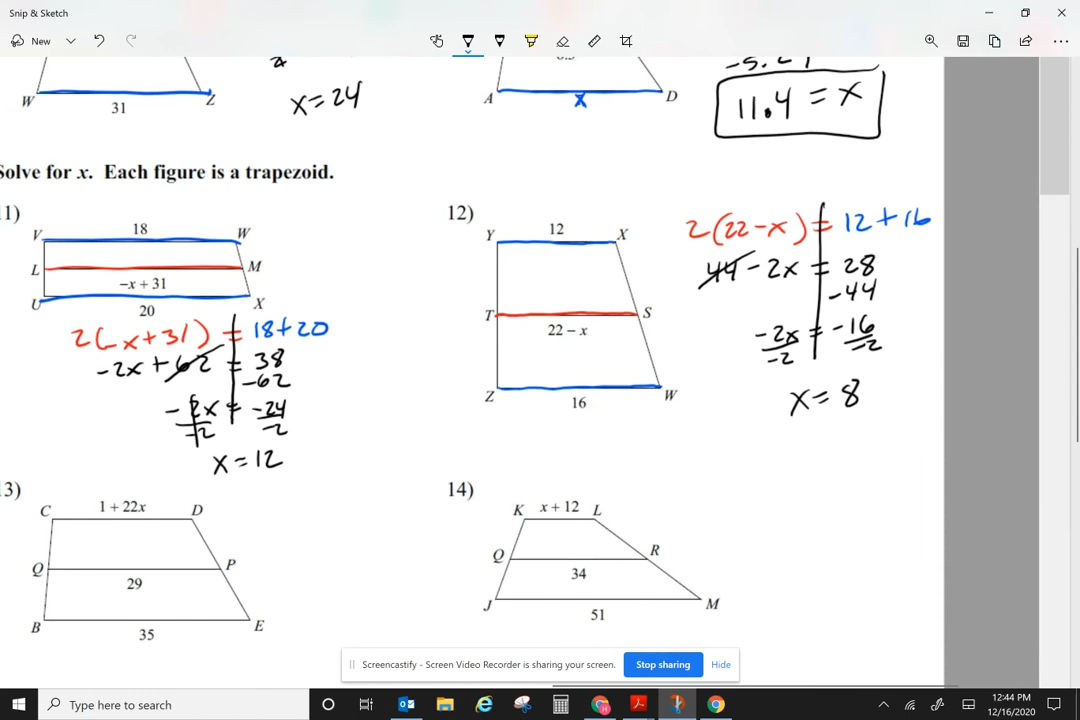 Snip & Sketch
New
W
Z
31
x=24
A
D
x
11.4 = x
Solve for x. Each figure is a trapezoid.
11)
V
18
W
L
M
-x + 31
U
20
X
2(-x+31) = 18+20
-2x + 62 = 38
-62
-2x = -24
-2
-2
x = 12
12)
Y
12
X
T
S
22 - x
Z
16
W
2(22-x) = 12+16
44 - 2x = 28
-44
-2x = -16
-2
-2
x = 8
13)
C
1 + 22x
D
Q
P
29
B
35
E
14)
K
x + 12
L
Q
R
34
J
51
M
Screencastify - Screen Video Recorder is sharing your screen.
Stop sharing
Hide
Type here to search
12:44 PM
12/16/2020